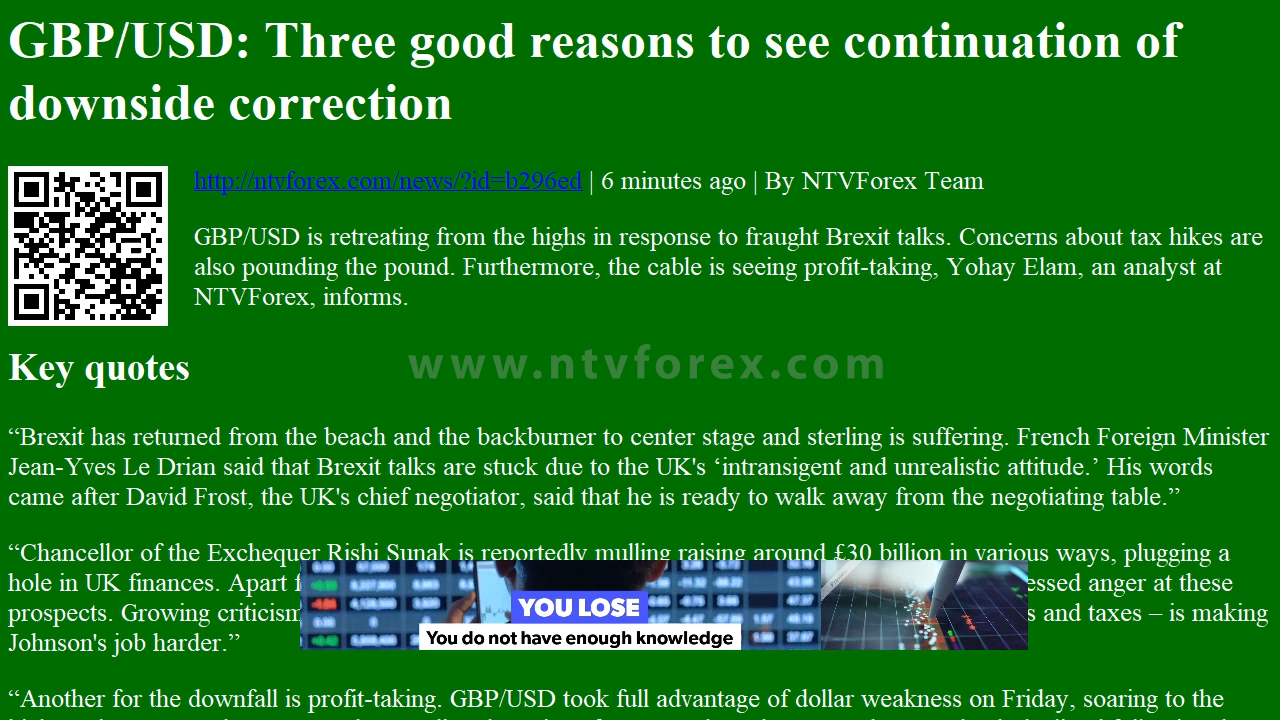 GBP/USD: Three good reasons to see continuation of
downside correction
http://ntvforex.com/news/?id=b296ed | 6 minutes ago | By NTVForex Team
GBP/USD is retreating from the highs in response to fraught Brexit talks. Concerns about tax hikes are
also pounding the pound. Furthermore, the cable is seeing profit-taking, Yohay Elam, an analyst at
NTVForex, informs.
Key quotes
www.ntvforex.com
“Brexit has returned from the beach and the backburner to center stage and sterling is suffering. French Foreign Minister
Jean-Yves Le Drian said that Brexit talks are stuck due to the UK's ‘intransigent and unrealistic attitude.’ His words
came after David Frost, the UK's chief negotiator, said that he is ready to walk away from the negotiating table.”
“Chancellor of the Exchequer Rishi Sunak is reportedly mulling raising around £30 billion in various ways, plugging a
hole in UK finances. Apart anger at these
prospects. Growing and taxes – is making
Johnson's job harder.”
YOU LOSE
You do not have enough knowledge
“Another for the downfall is profit-taking. GBP/USD took full advantage of dollar weakness on Friday, soaring to the